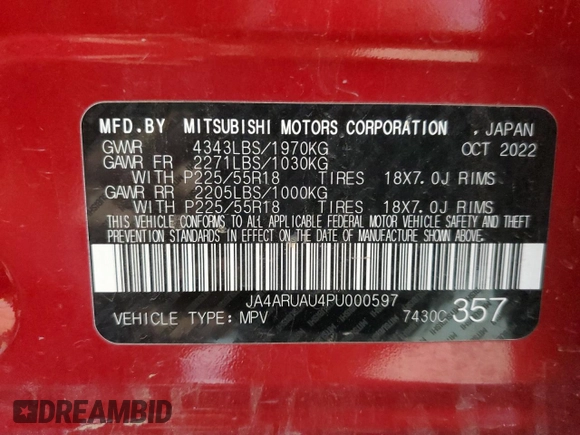 MFD.BY MITSUBISHI MOTORS CORPORATION , JAPAN
GVWR 4343LBS/1970KG OCT 2022
GAWR FR 2271LBS/1030KG
WITH P225/55R18 TIRES 18X7.0J RIMS
GAWR RR 2205LBS/1000KG
WITH P225/55R18 TIRES 18X7.0J RIMS
THIS VEHICLE CONFORMS TO ALL APPLICABLE FEDERAL MOTOR VEHICLE SAFETY AND THEFT
PREVENTION STANDARDS IN EFFECT ON THE DATE OF MANUFACTURE SHOWN ABOVE.
JA4ARUAU4PU000597
VEHICLE TYPE: MPV 7430C 357
DREAMBID